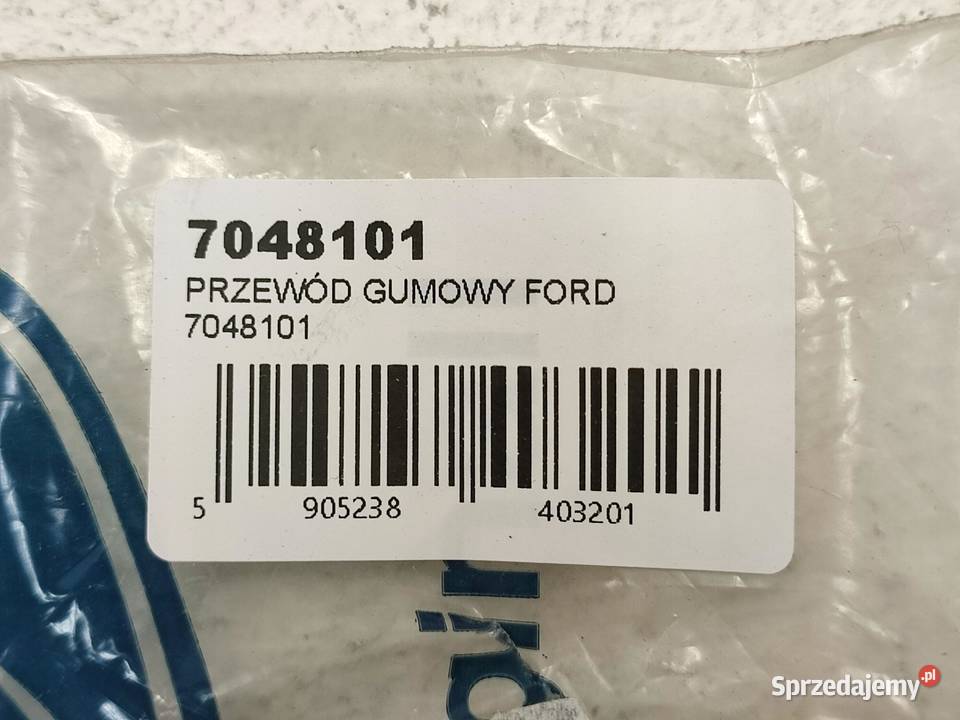 7048101
PRZEWÓD GUMOWY FORD
7048101
5 905238 403201
Sprzedajemy.pl